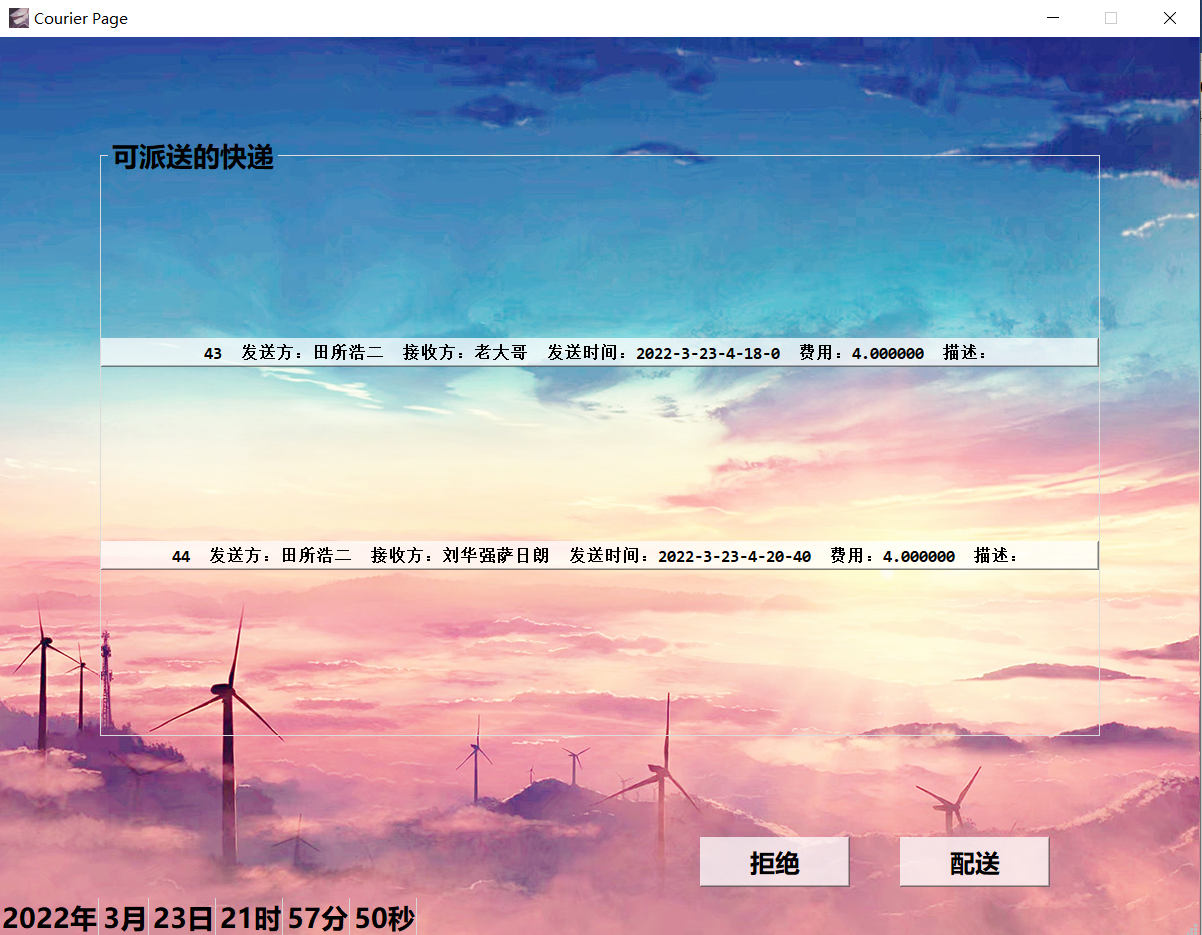 Courier Page
可派送的快递
43 发送方：田所浩二 接收方：老大哥 发送时间：2022-3-23-4-18-0 费用：4.000000 描述：
44 发送方：田所浩二 接收方：刘华强萨日朗 发送时间：2022-3-23-4-20-40 费用：4.000000 描述：
拒绝 配送
2022年 3月 23日 21时 57分 50秒